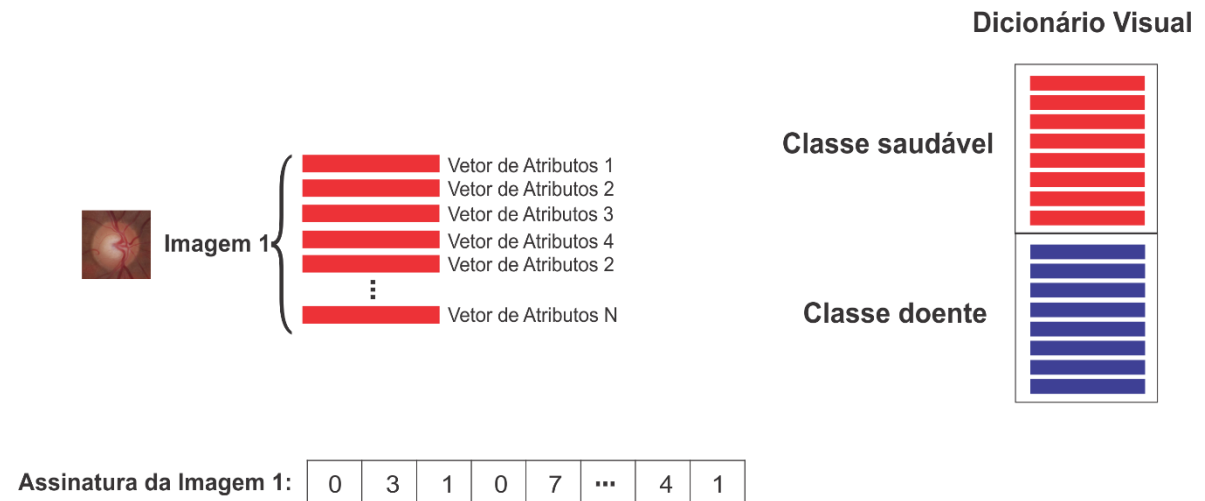 Dicionário Visual
Classe saudável
Vetor de Atributos 1
Vetor de Atributos 2
Vetor de Atributos 3
Imagem 1
Vetor de Atributos 4
Vetor de Atributos 2
...
Vetor de Atributos N
Classe doente
Assinatura da Imagem 1: 0 3 1 0 7 ... 4 1